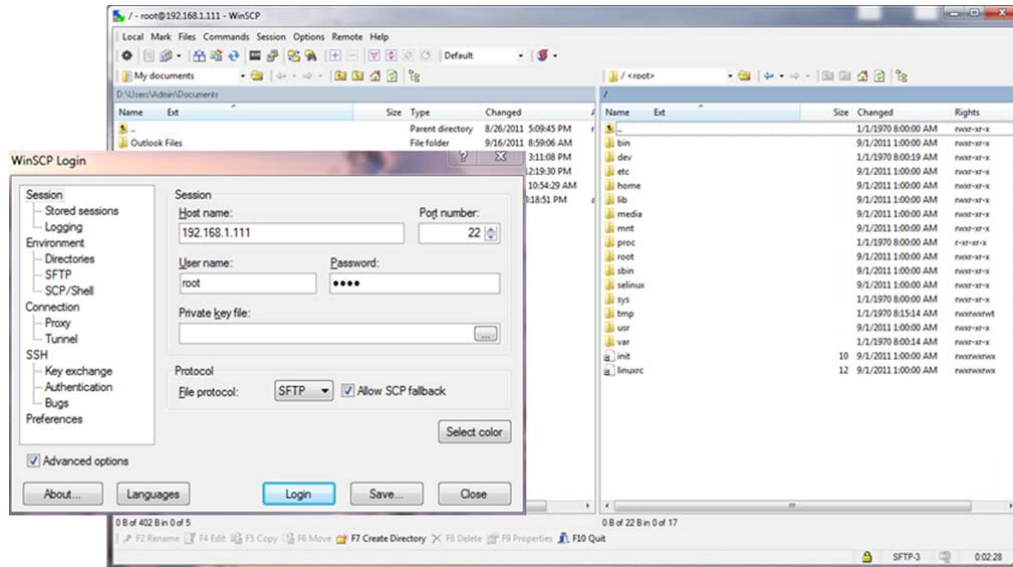 / - root@192.168.1.111 - WinSCP
Local Mark Files Commands Session Options Remote Help
Default
My documents
/ <root>
D:\Users\Admin\Documents
/
Name Ext Size Type Changed
Name Ext Size Changed Rights
.. Parent directory 8/26/2011 5:09:45 PM
.. 1/1/1970 8:00:00 AM rwxr-xr-x
Outlook Files File folder 9/16/2011 8:59:06 AM
bin 9/1/2011 1:00:00 AM rwxr-xr-x
3:11:08 PM
dev 1/1/1970 8:00:19 AM rwxr-xr-x
12:19:30 PM
etc 9/1/2011 1:00:00 AM rwxr-xr-x
10:54:29 AM
home 9/1/2011 1:00:00 AM rwxr-xr-x
:18:51 PM
lib 9/1/2011 1:00:00 AM rwxr-xr-x
media 9/1/2011 1:00:00 AM rwxr-xr-x
mnt 9/1/2011 1:00:00 AM rwxr-xr-x
proc 1/1/1970 8:00:00 AM r-xr-xr-x
root 9/1/2011 1:00:00 AM rwxr-xr-x
sbin 9/1/2011 1:00:00 AM rwxr-xr-x
selinux 9/1/2011 1:00:00 AM rwxr-xr-x
sys 1/1/1970 8:00:00 AM rwxr-xr-x
tmp 1/1/1970 8:15:14 AM rwxrwxrwt
usr 9/1/2011 1:00:00 AM rwxr-xr-x
var 1/1/1970 8:00:14 AM rwxr-xr-x
init 10 9/1/2011 1:00:00 AM rwxrwxrwx
linuxrc 12 9/1/2011 1:00:00 AM rwxrwxrwx
WinSCP Login
Session
Stored sessions
Logging
Environment
Directories
SFTP
SCP/Shell
Connection
Proxy
Tunnel
SSH
Key exchange
Authentication
Bugs
Preferences
Session
Host name: Port number:
192.168.1.111 22
User name: Password:
root ••••
Private key file:
...
Protocol
File protocol: SFTP Allow SCP fallback
Select color
Advanced options
About... Languages Login Save... Close
0 B of 402 B in 0 of 5
0 B of 22 B in 0 of 17
F2 Rename F4 Edit F5 Copy F6 Move F7 Create Directory F8 Delete F9 Properties F10 Quit
SFTP-3 0:02:28